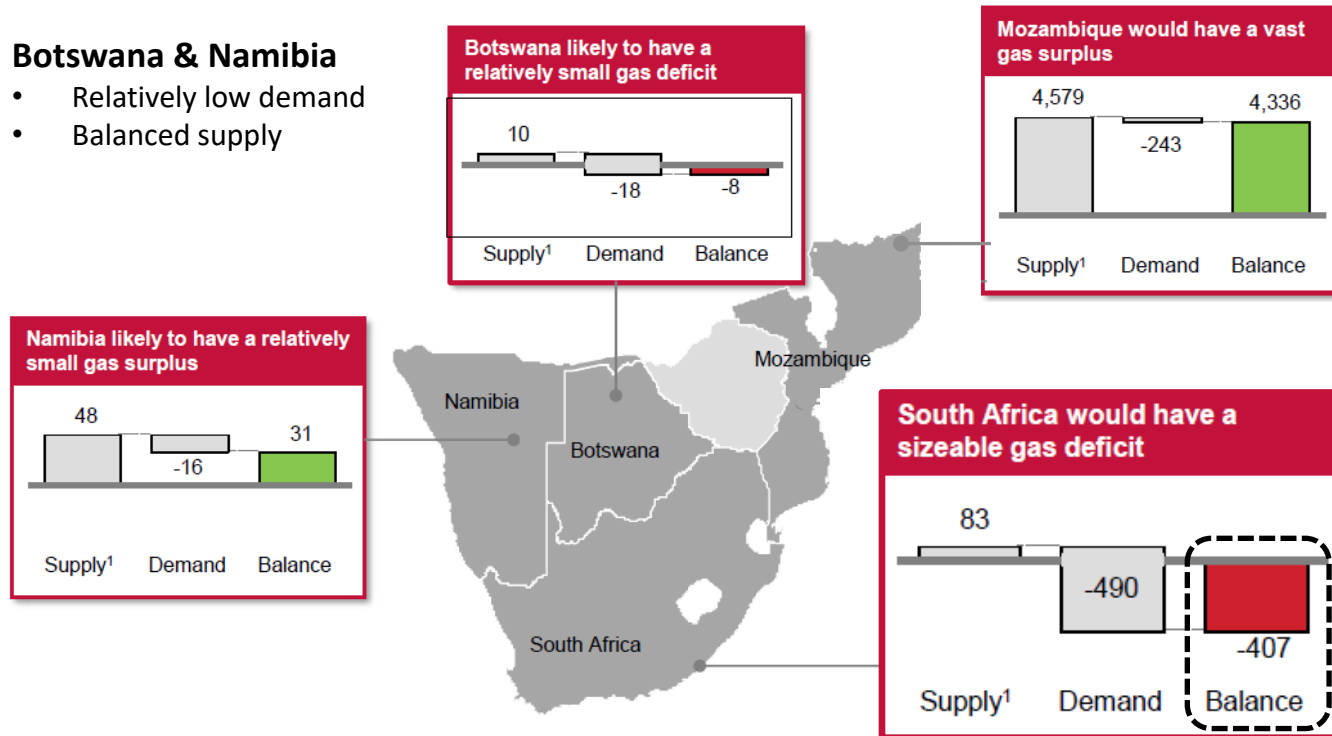 Botswana & Namibia
• Relatively low demand
• Balanced supply
Botswana likely to have a
relatively small gas deficit
10
-18
-8
Supply¹ Demand Balance
Mozambique would have a vast
gas surplus
4,579
-243
4,336
Supply¹ Demand Balance
Namibia likely to have a relatively
small gas surplus
48
-16
31
Supply¹ Demand Balance
Namibia
Botswana
Mozambique
South Africa
South Africa would have a
sizeable gas deficit
83
-490
-407
Supply¹ Demand Balance